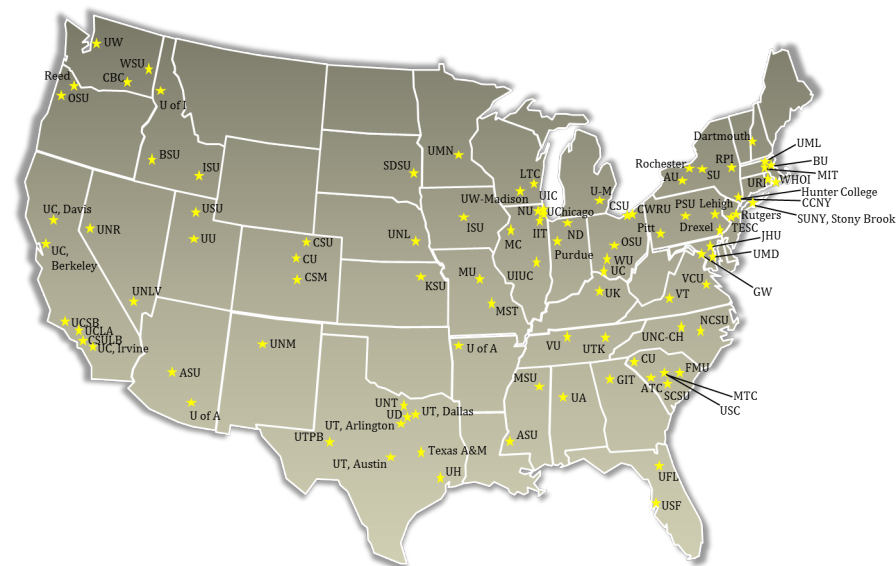 UW
WSU
CBC
Reed
OSU
U of I
BSU
ISU
UC, Davis
UC,
Berkeley
UNR
USU
UU
UNLV
UCSB
UCLA
CSULB
UC, Irvine
ASU
U of A
CSU
CU
CSM
UNM
UMN
SDSU
UNL
ISU
KSU
MU
MST
U of A
UNT
UD
UT, Dallas
UT, Arlington
UTPB
Texas A&M
UT, Austin
UH
LTC
UW-Madison
UIC
NU
UChicago
IIT
MC
UIUC
ND
Purdue
U-M
CSU
CWRU
OSU
WU
UC
UK
VU
UTK
MSU
UA
ASU
GIT
UFL
USF
Dartmouth
Rochester
AU
SU
RPI
URI
UML
BU
MIT
WHOI
Hunter College
CCNY
SUNY, Stony Brook
PSU
Lehigh
Pitt
Drexel
Rutgers
TESC
JHU
UMD
GW
VCU
VT
NCSU
UNC-CH
CU
FMU
ATC
SCSU
MTC
USC